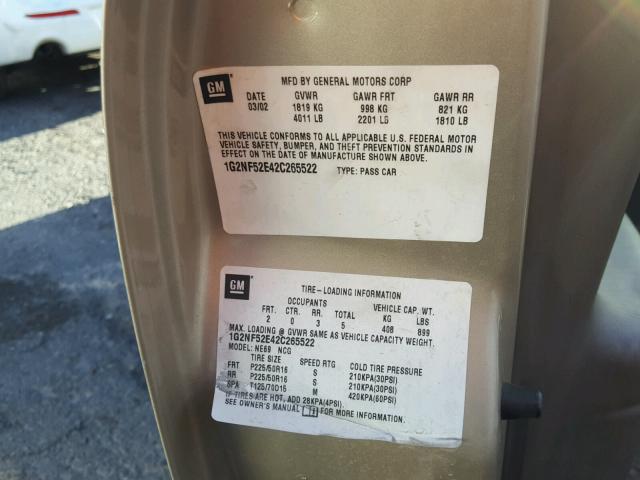 GM
MFD BY GENERAL MOTORS CORP
DATE GVWR GAWR FRT GAWR RR
03/02 1819 KG 998 KG 821 KG
4011 LB 2201 LB 1810 LB
THIS VEHICLE CONFORMS TO ALL APPLICABLE U.S. FEDERAL MOTOR
VEHICLE SAFETY, BUMPER, AND THEFT PREVENTION STANDARDS IN
EFFECT ON THE DATE OF MANUFACTURE SHOWN ABOVE.
1G2NF52E42C265522 TYPE: PASS CAR
GM
TIRE-LOADING INFORMATION
OCCUPANTS VEHICLE CAP. WT.
FRT. CTR. RR. TOTAL KG LBS
2 0 3 5 408 899
MAX. LOADING @ GVWR SAME AS VEHICLE CAPACITY WEIGHT.
1G2NF52E42C265522
MODEL: NE69 NCG
TIRE SIZE SPEED RTG COLD TIRE PRESSURE
FRT P225/50R16 S 210KPA(30PSI)
RR P225/50R16 S 210KPA(30PSI)
SPA T125/70D15 M 420KPA(60PSI)
IF TIRES ARE HOT, ADD 28KPA(4PSI).
SEE OWNER'S MANUAL FOR MORE INFORMATION.